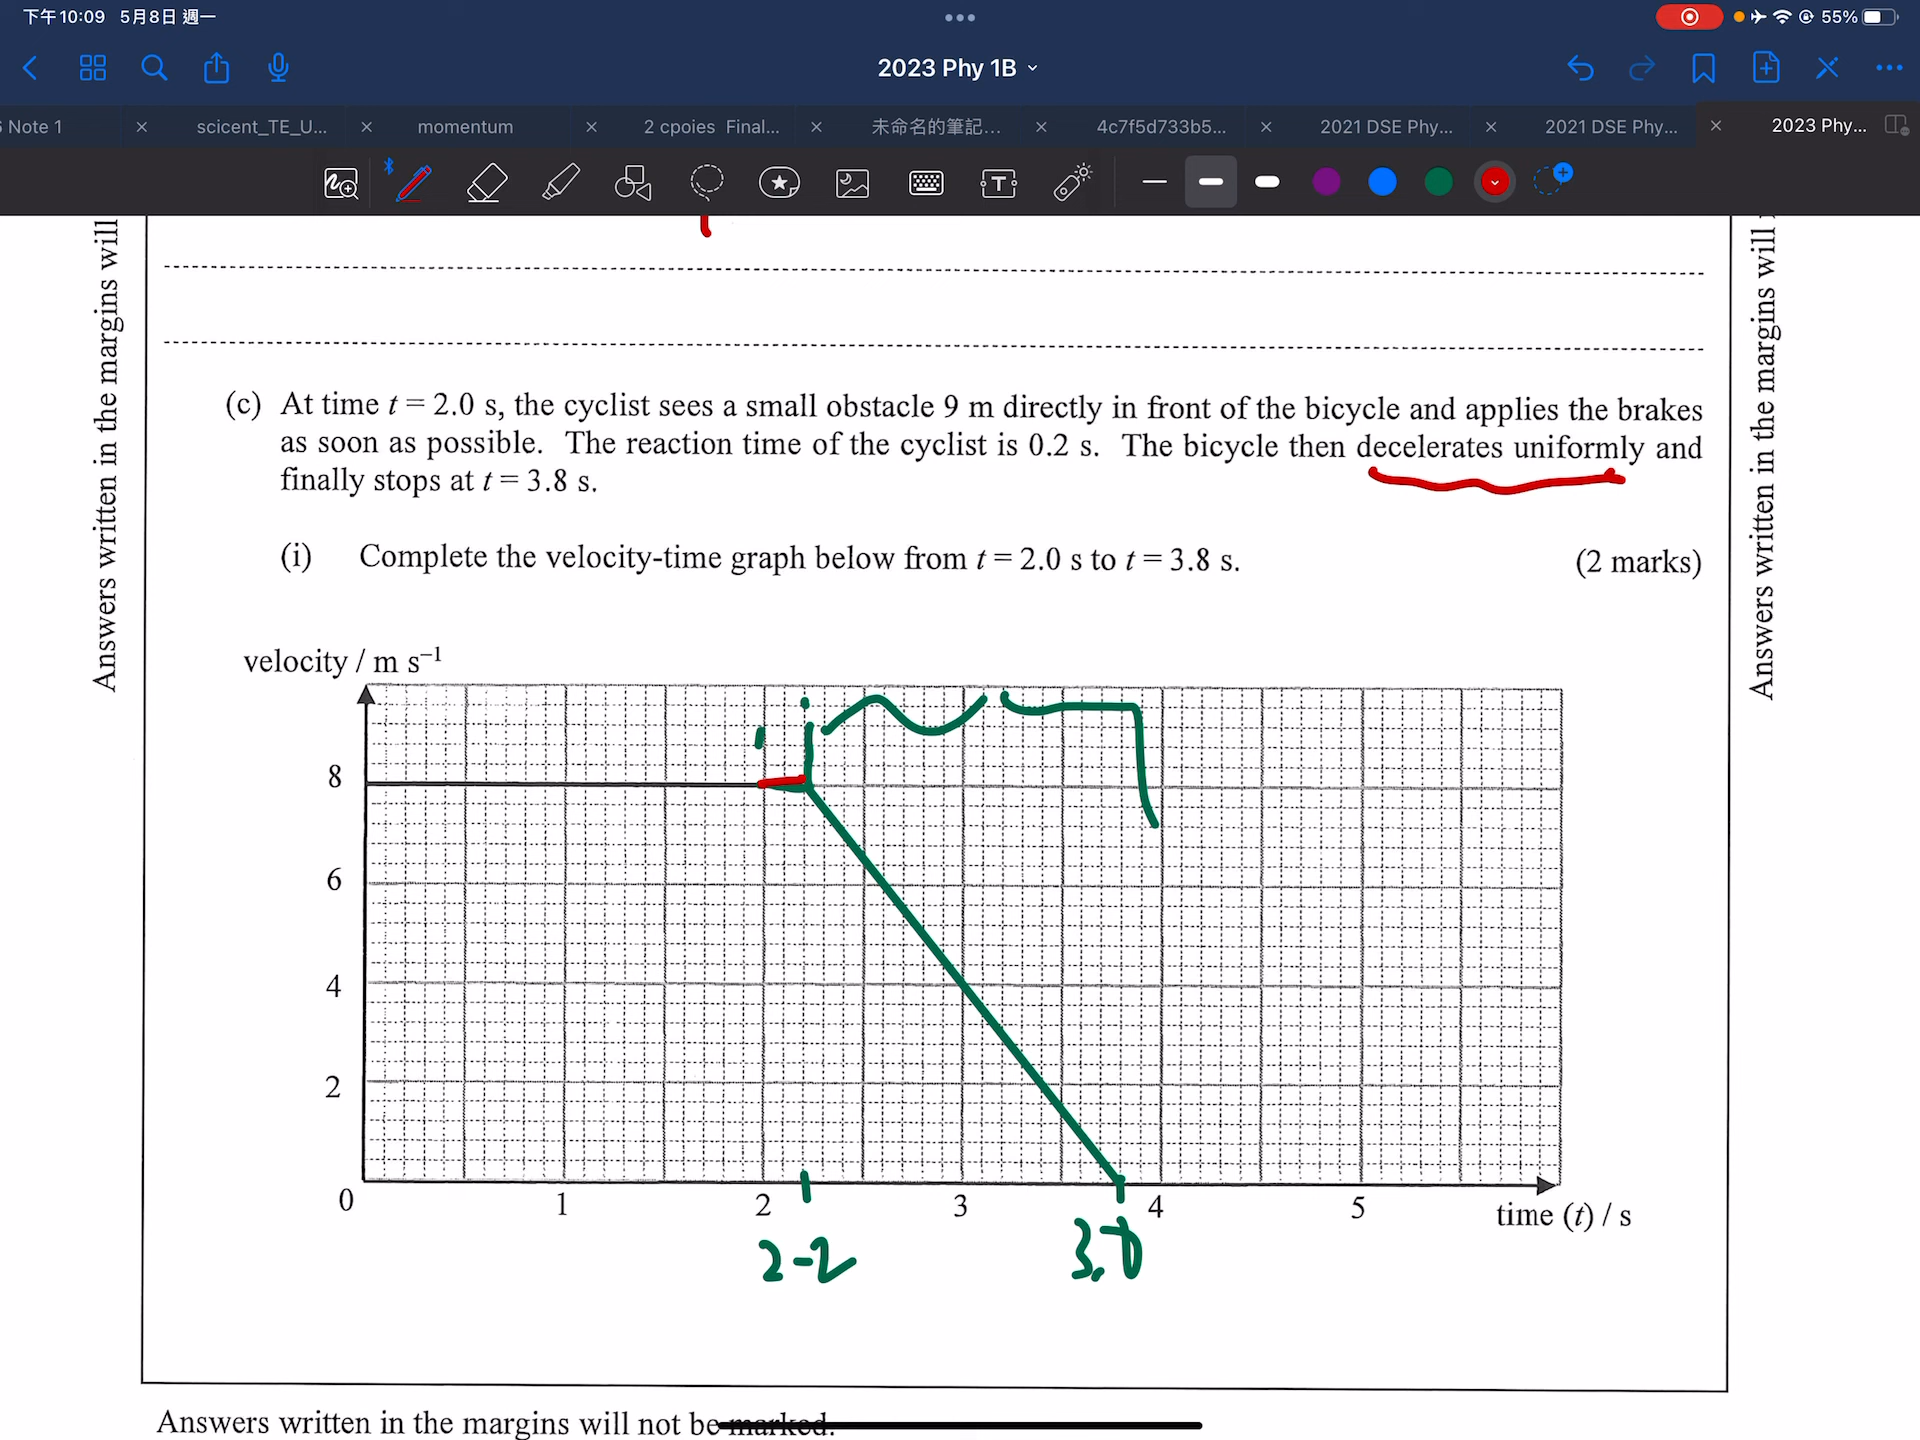 下午10:09 5月8日 週一
55%
2023 Phy 1B
Note 1
scicent_TE_U...
momentum
2 cpoies Final...
未命名的筆記...
4c7f5d733b5...
2021 DSE Phy...
2021 DSE Phy...
2023 Phy...
Answers written in the margins will
(c) At time t = 2.0 s, the cyclist sees a small obstacle 9 m directly in front of the bicycle and applies the brakes
as soon as possible. The reaction time of the cyclist is 0.2 s. The bicycle then decelerates uniformly and
finally stops at t = 3.8 s.
(i) Complete the velocity-time graph below from t = 2.0 s to t = 3.8 s. (2 marks)
velocity / m s⁻¹
8
6
4
2
0 1 2 3 4 5
time (t) / s
2-2 3.8
Answers written in the margins will not be marked.
Answers written in the margins will